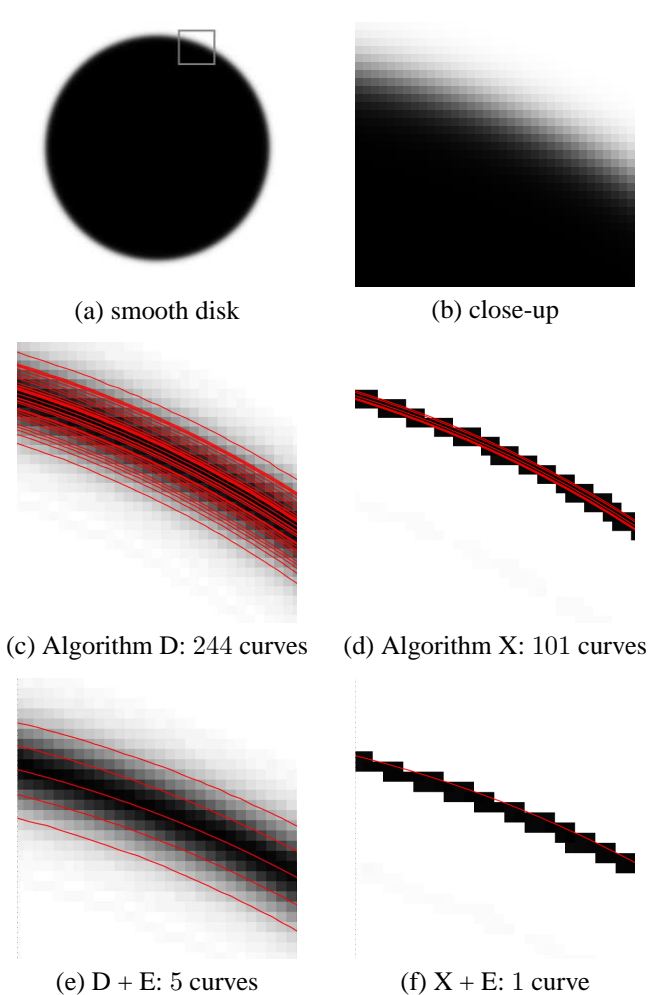 (a) smooth disk
(b) close-up
(c) Algorithm D: 244 curves
(d) Algorithm X: 101 curves
(e) D + E: 5 curves
(f) X + E: 1 curve